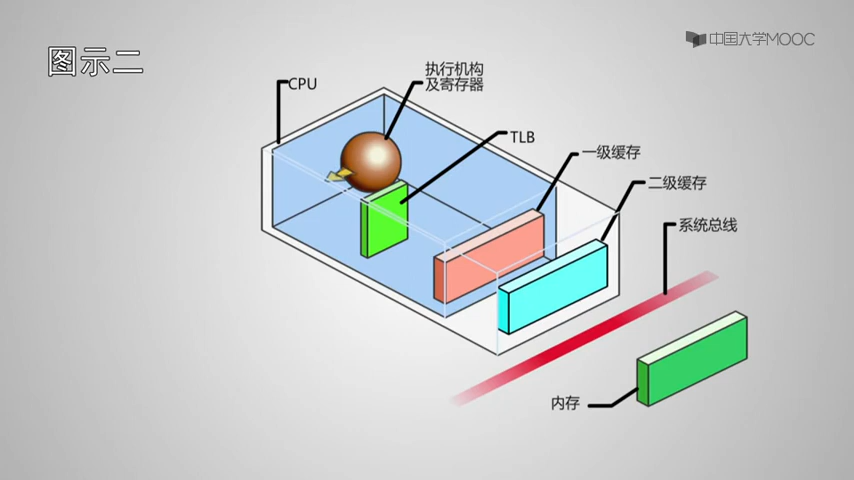 图示二
中国大学MOOC
CPU
执行机构
及寄存器
TLB
一级缓存
二级缓存
系统总线
内存